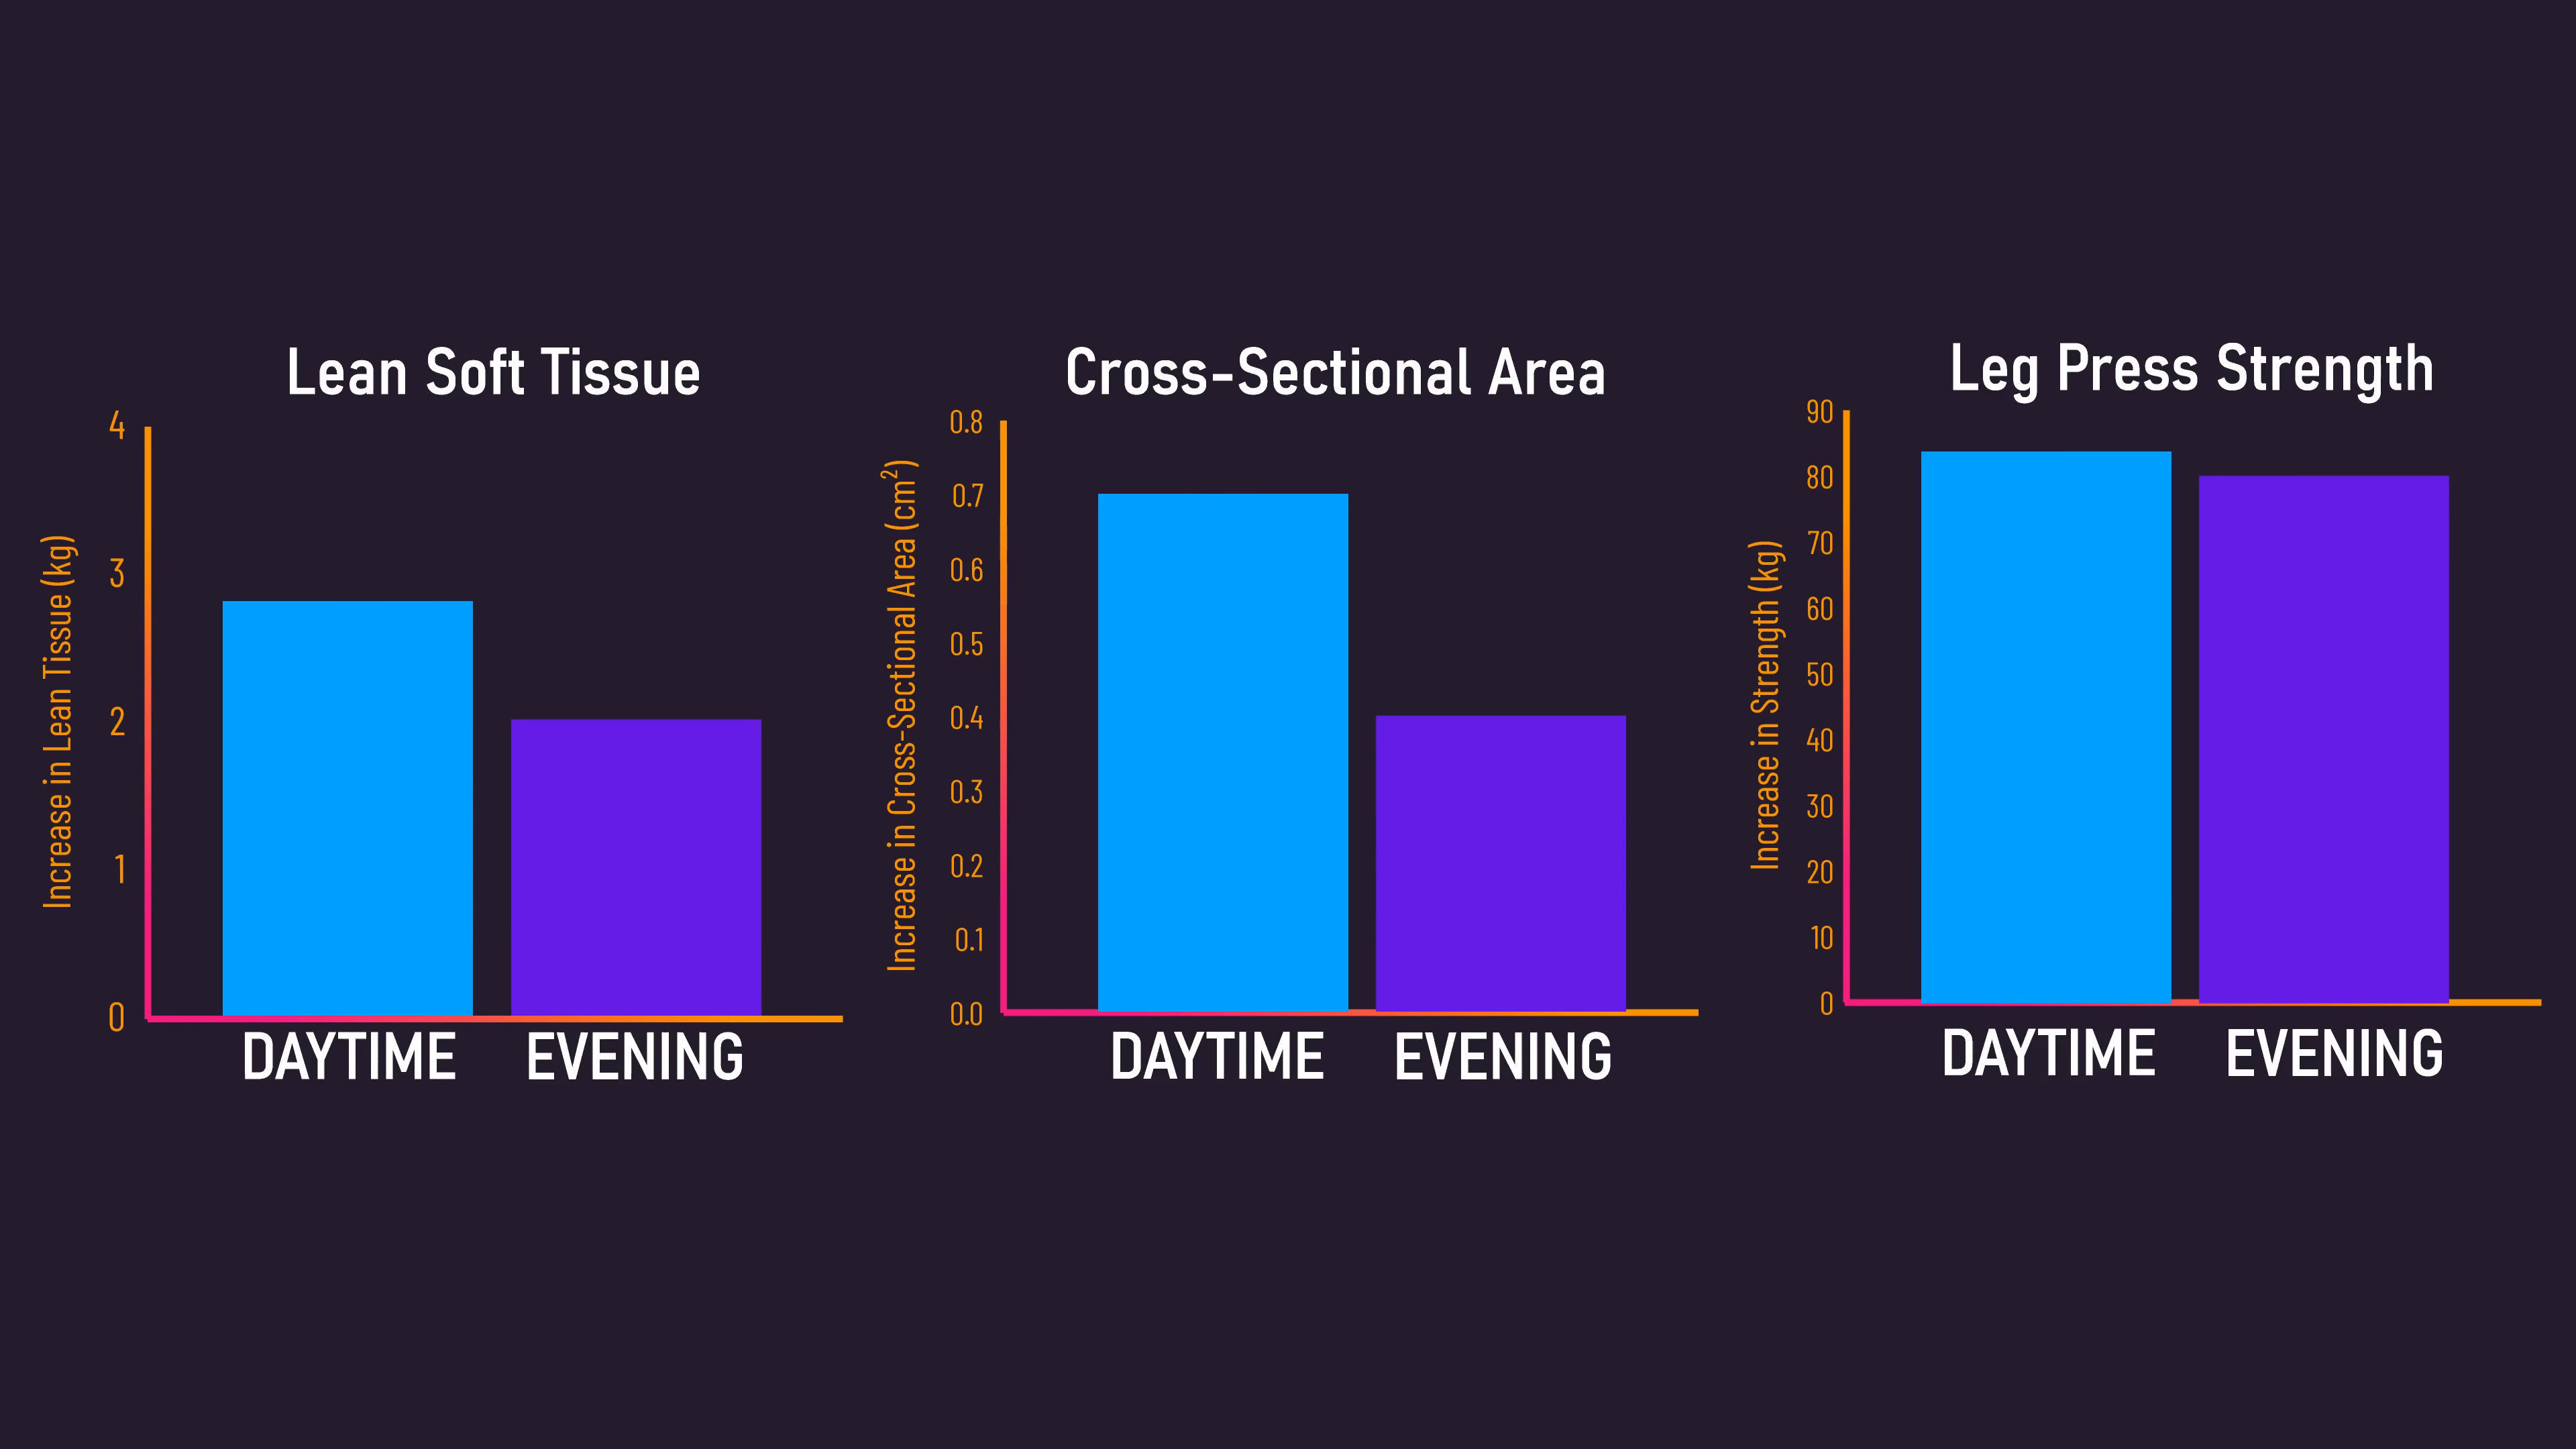 Lean Soft Tissue
Increase in Lean Tissue (kg)
4
3
2
1
0
DAYTIME EVENING
Cross-Sectional Area
Increase in Cross-Sectional Area (cm²)
0.8
0.7
0.6
0.5
0.4
0.3
0.2
0.1
0.0
DAYTIME EVENING
Leg Press Strength
Increase in Strength (kg)
90
80
70
60
50
40
30
20
10
0
DAYTIME EVENING